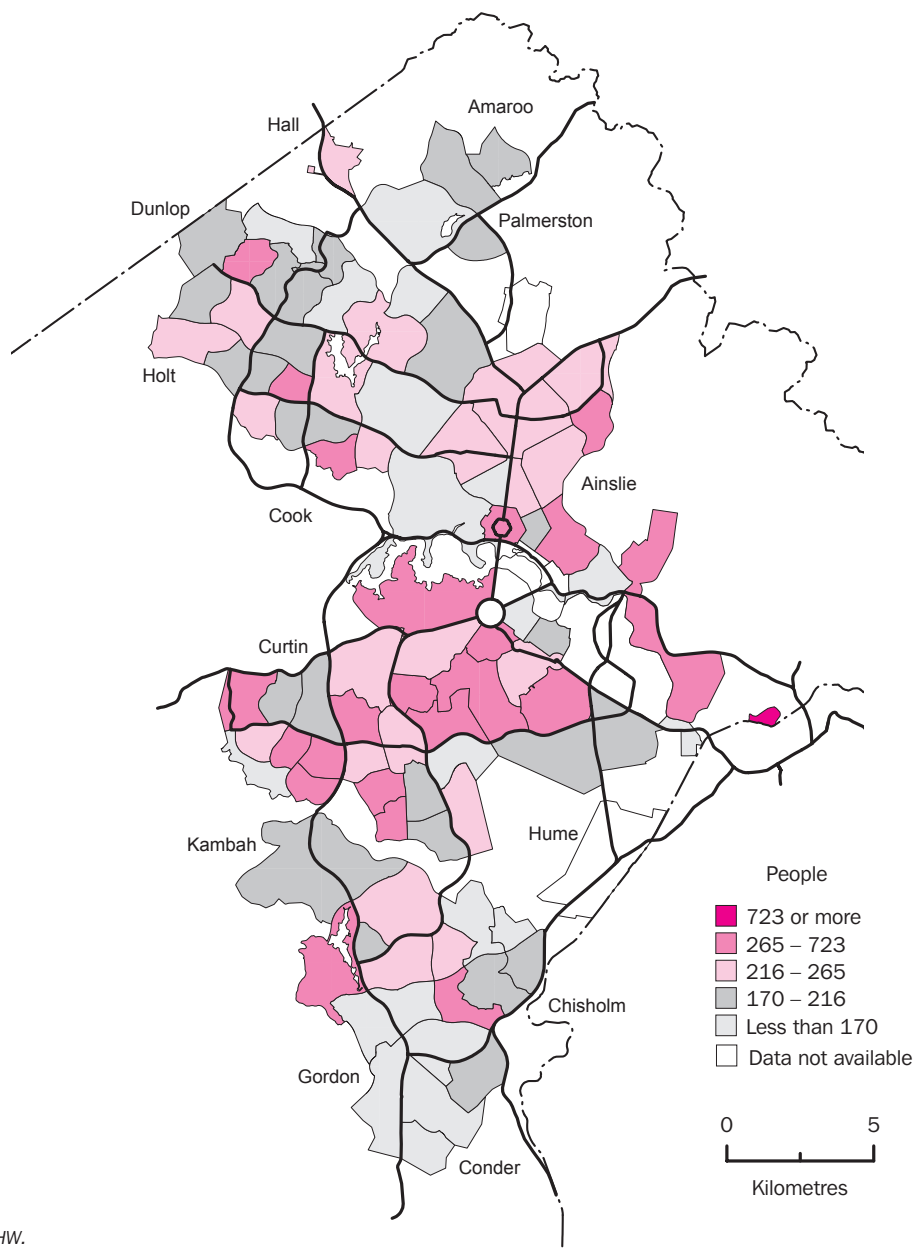 Amaroo
Hall
Dunlop
Palmerston
Holt
Ainslie
Cook
Curtin
Hume
Kambah
People
723 or more
265 – 723
216 – 265
170 – 216
Less than 170
Data not available
Chisholm
Gordon
0 5
Kilometres
Conder
HW.